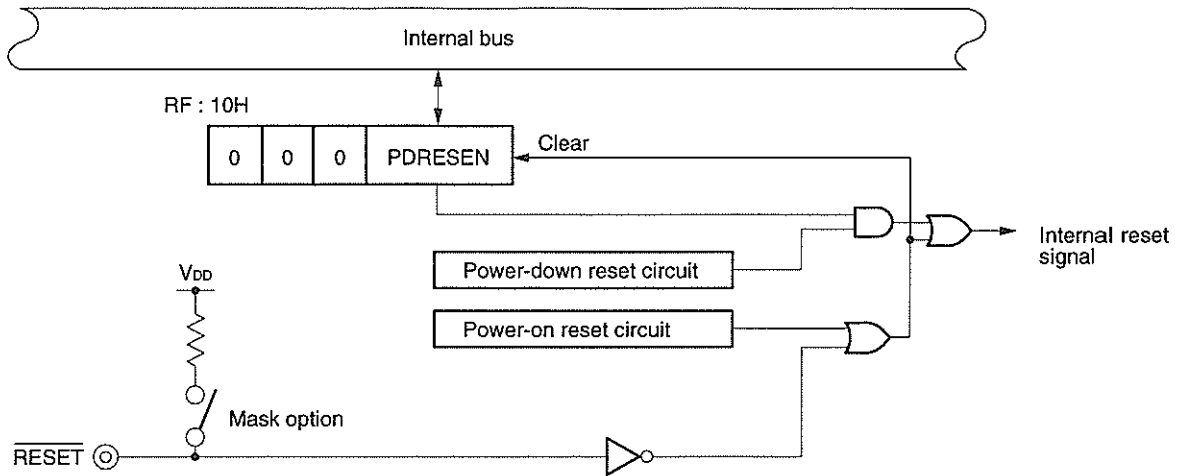 Internal bus
RF : 10H
0 0 0 PDRESEN
Clear
Power-down reset circuit
Internal reset
signal
VDD
Power-on reset circuit
Mask option
RESET